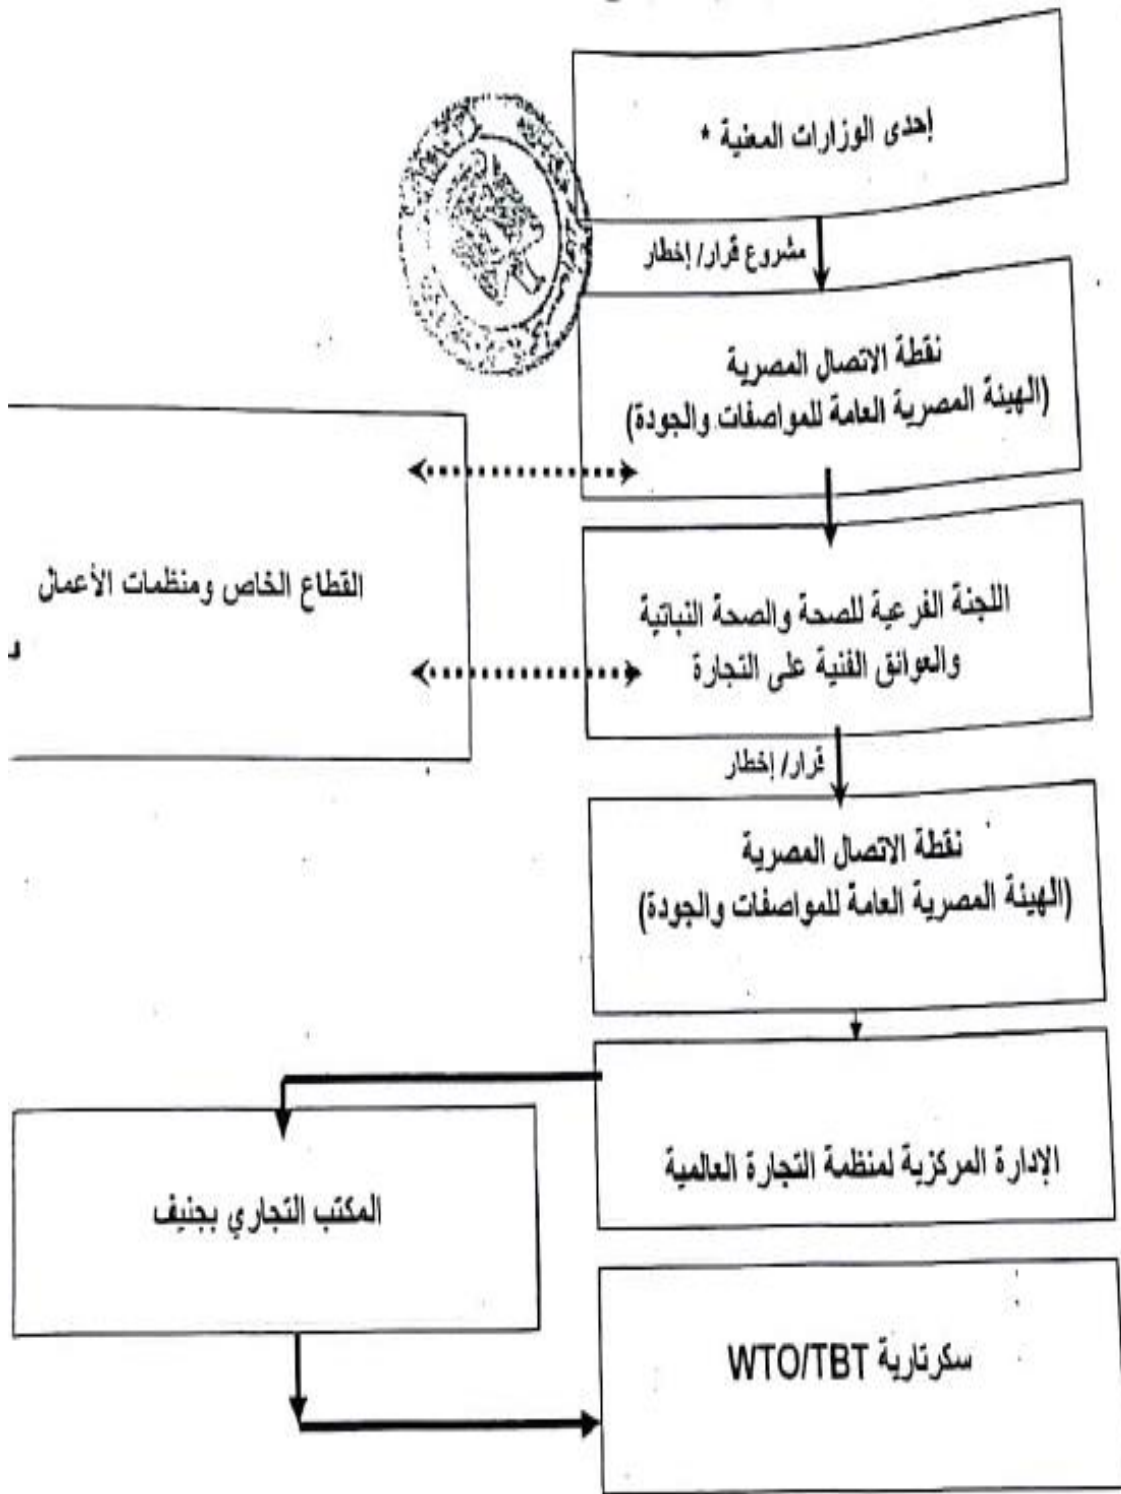 إحدى الوزارات المعنية *
مشروع قرار/ إخطار
نقطة الاتصال المصرية
(الهيئة المصرية العامة للمواصفات والجودة)
القطاع الخاص ومنظمات الأعمال
اللجنة الفرعية للصحة والصحة النباتية
والعوائق الفنية على التجارة
قرار/ إخطار
نقطة الاتصال المصرية
(الهيئة المصرية العامة للمواصفات والجودة)
الإدارة المركزية لمنظمة التجارة العالمية
المكتب التجاري بجنيف
سكرتارية WTO/TBT